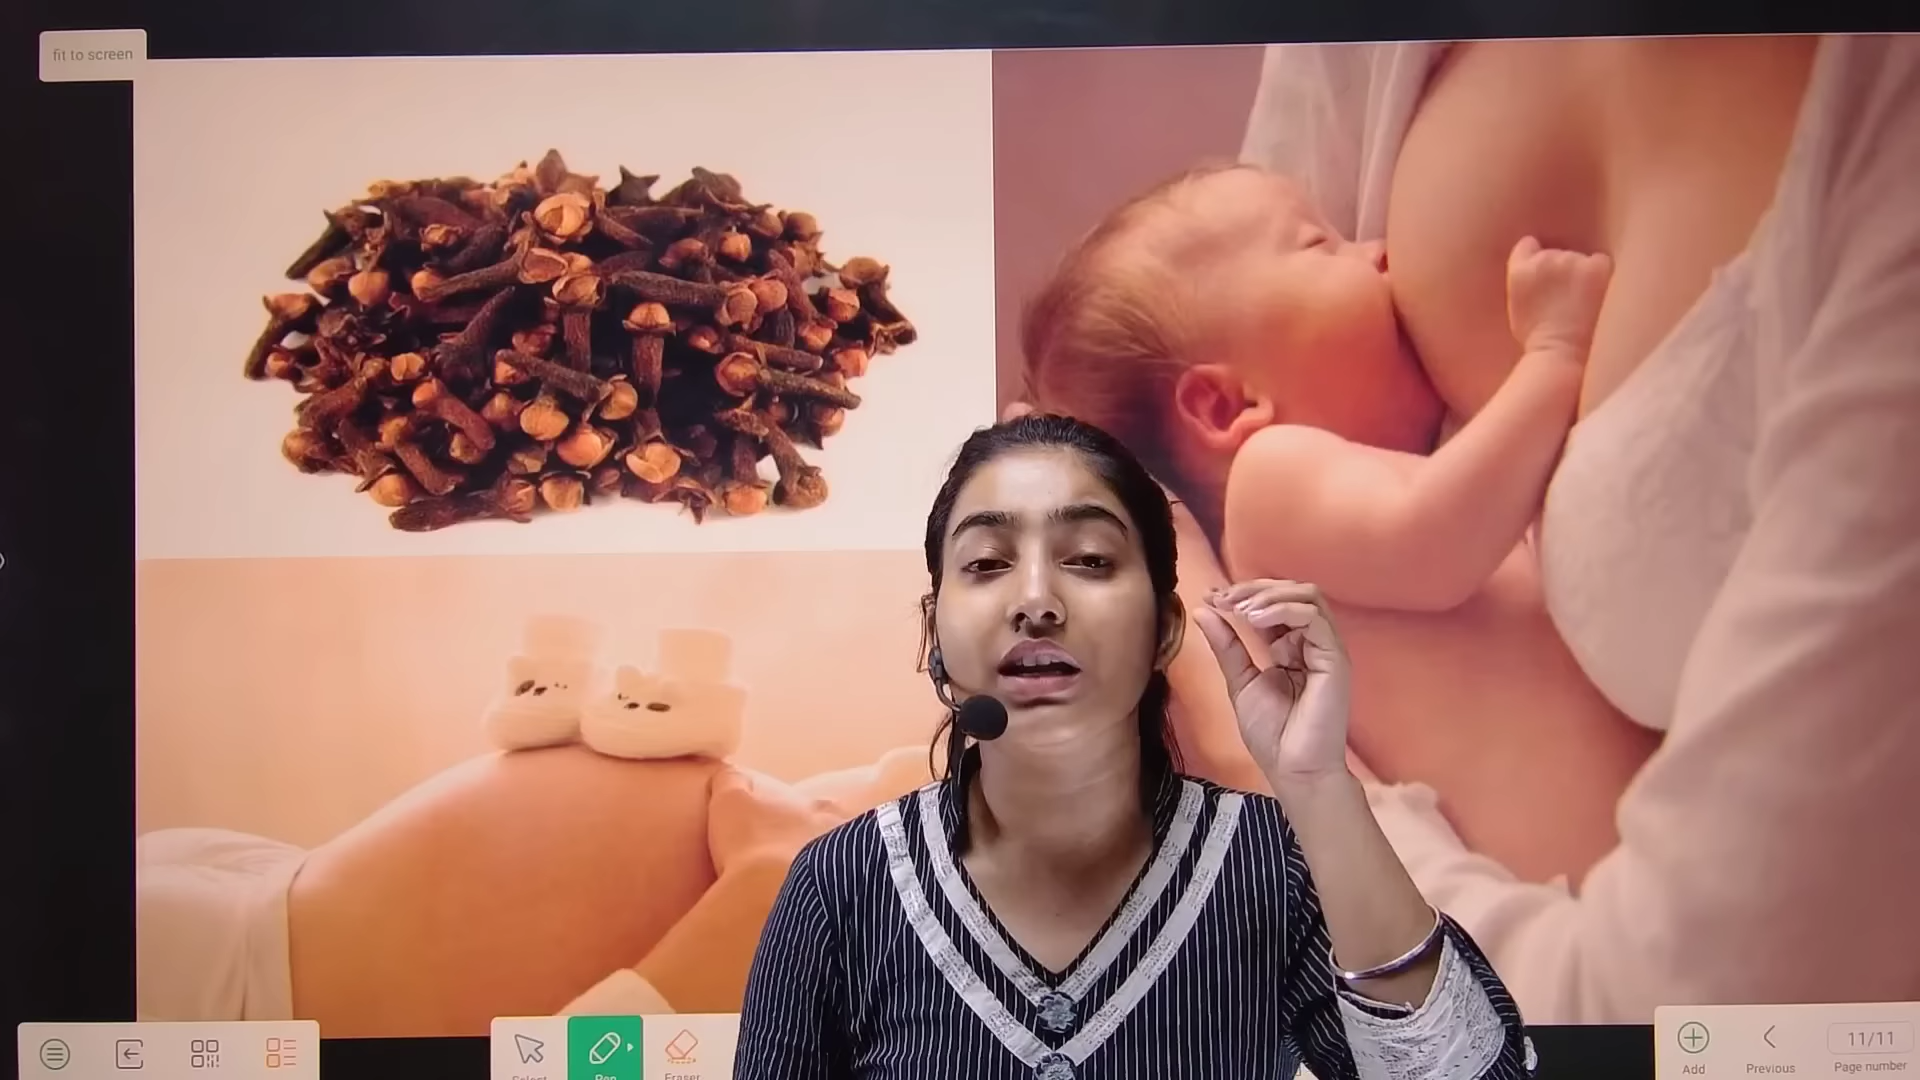 fit to screen
Select
Pen
Eraser
Add
Previous
11/11
Page number